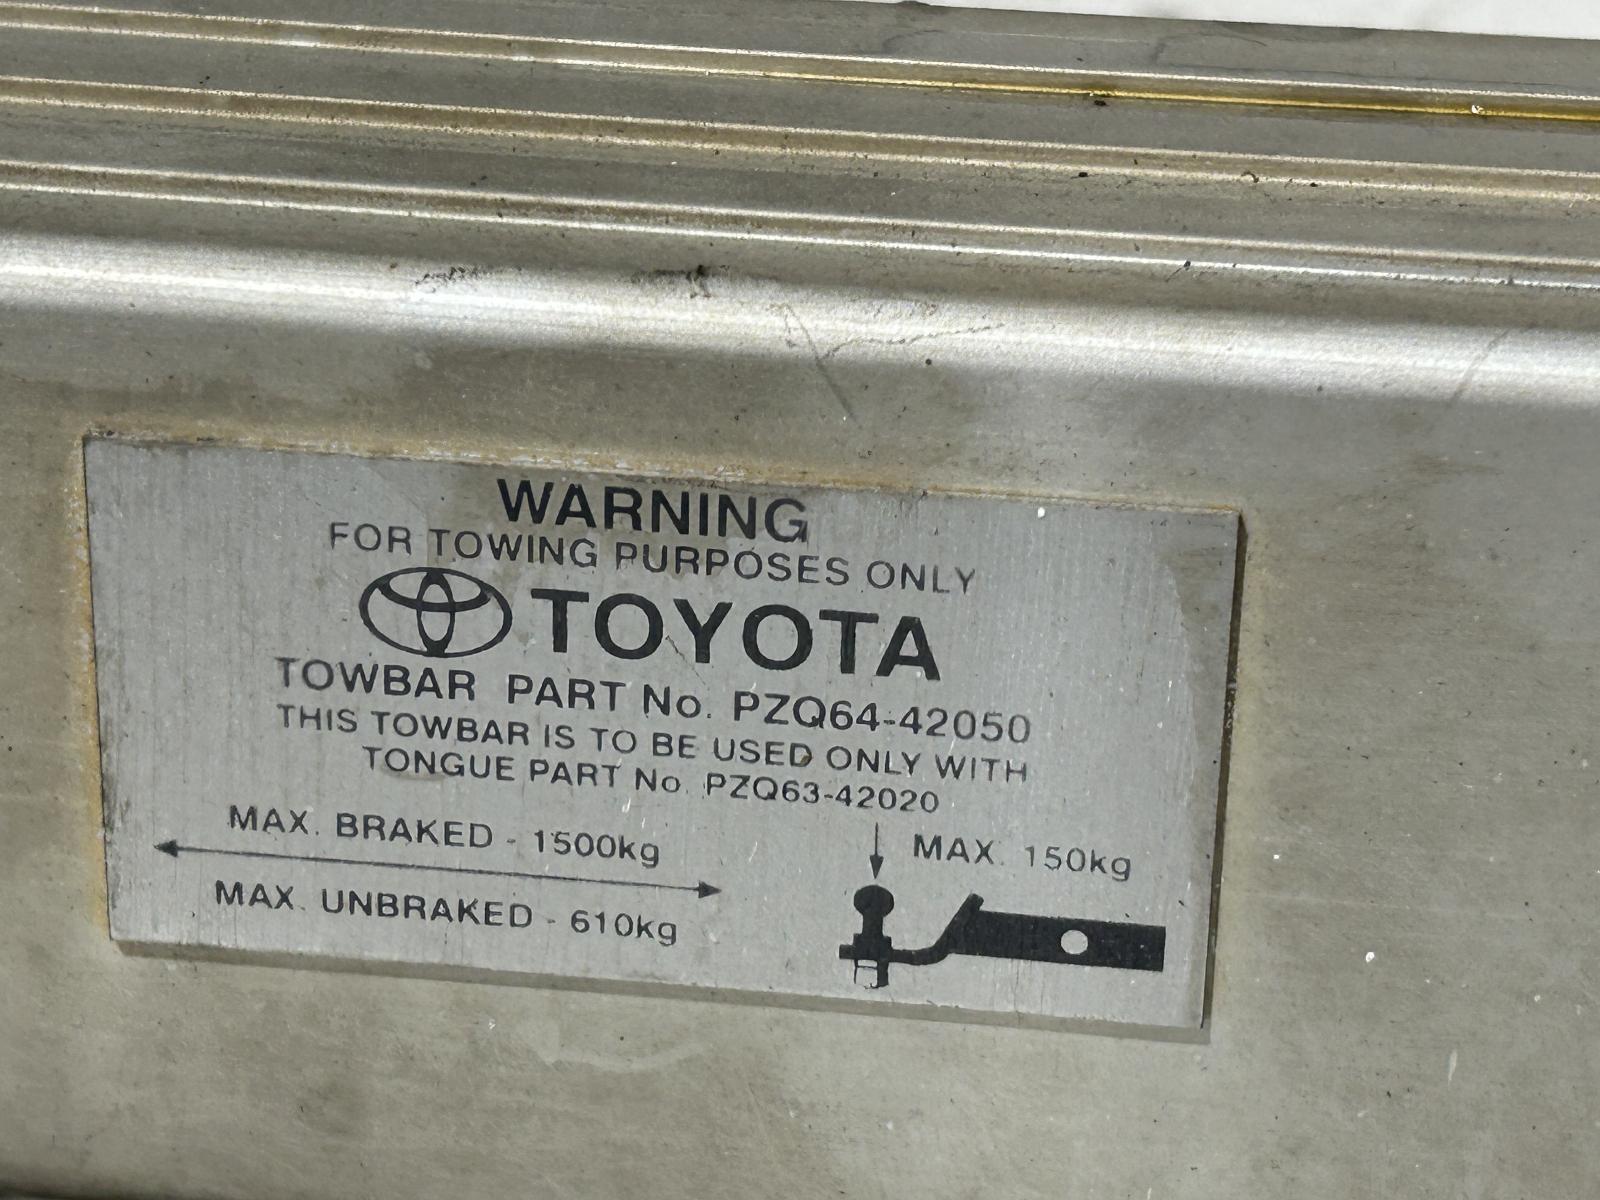 WARNING
FOR TOWING PURPOSES ONLY
TOYOTA
TOWBAR PART No. PZQ64-42050
THIS TOWBAR IS TO BE USED ONLY WITH
TONGUE PART No. PZQ63-42020
MAX. BRAKED - 1500kg
MAX. 150kg
MAX. UNBRAKED - 610kg